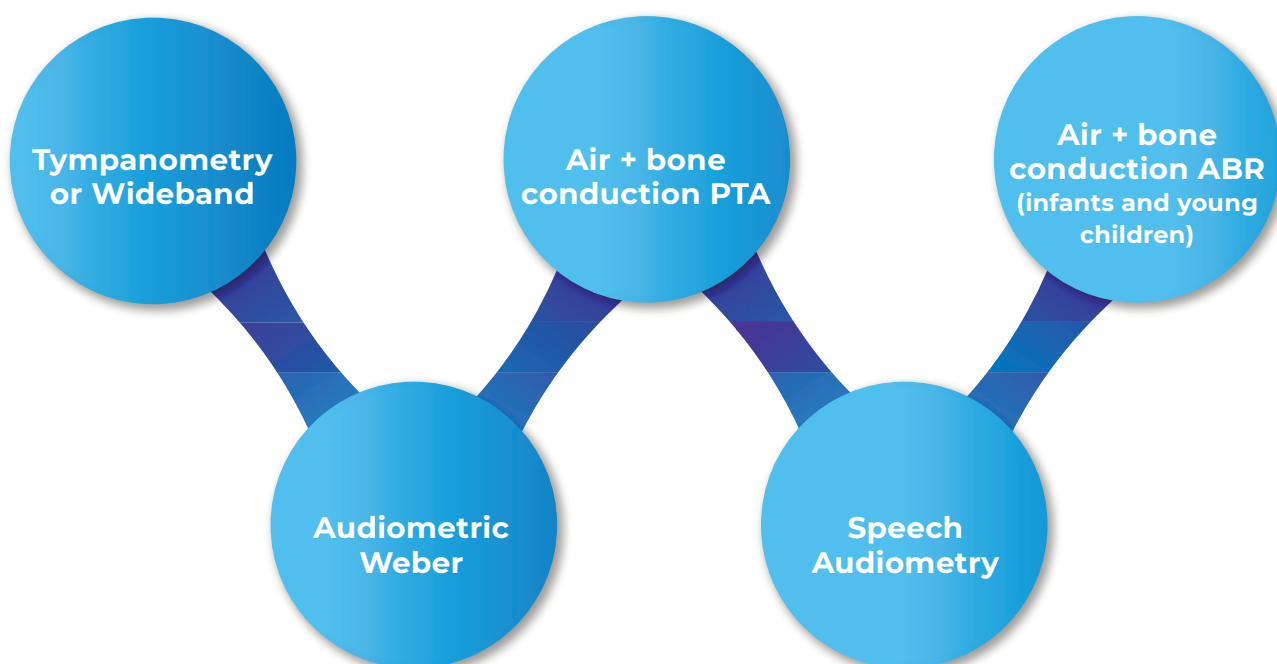 Tympanometry
or Wideband
Audiometric
Weber
Air + bone
conduction PTA
Speech
Audiometry
Air + bone
conduction ABR
(infants and young
children)